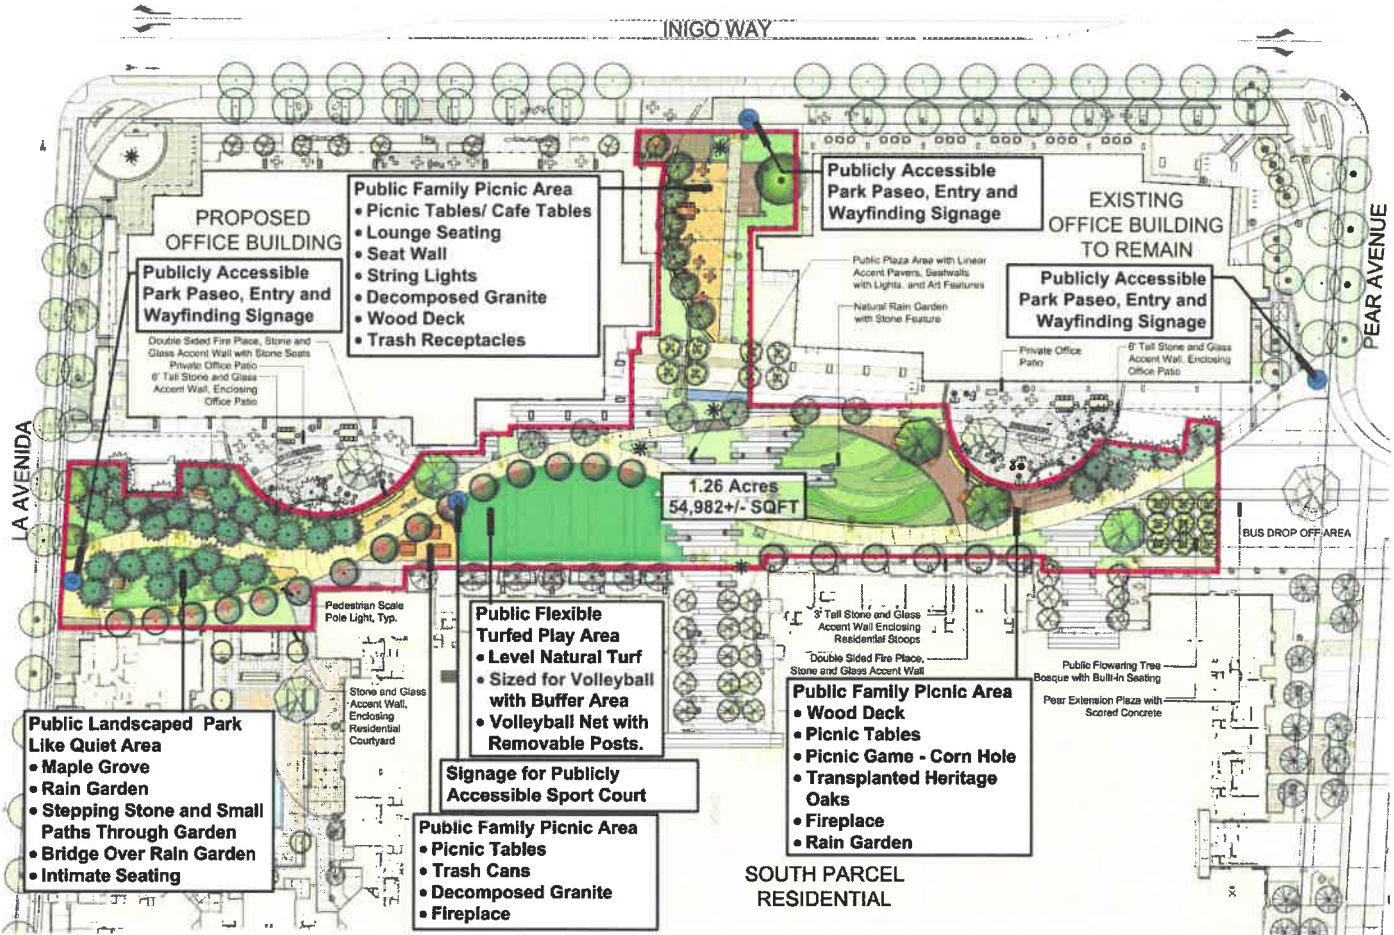 INIGO WAY
PROPOSED
OFFICE BUILDING
Publicly Accessible
Park Paseo, Entry and
Wayfinding Signage
Double Sided Fire Place, Stone and
Glass Accent Wall with Stone Seats
Private Office Patio
6' Tall Stone and Glass
Accent Wall, Enclosing
Office Patio
Public Family Picnic Area
• Picnic Tables/ Cafe Tables
• Lounge Seating
• Seat Wall
• String Lights
• Decomposed Granite
• Wood Deck
• Trash Receptacles
Publicly Accessible
Park Paseo, Entry and
Wayfinding Signage
EXISTING
OFFICE BUILDING
TO REMAIN
Public Plaza Area with Linear
Accent Pavers, Seatwalls
with Lights, and Art Features
Natural Rain Garden
with Stone Feature
Publicly Accessible
Park Paseo, Entry and
Wayfinding Signage
Private Office
Patio
6' Tall Stone and Glass
Accent Wall, Enclosing
Office Patio
PEAR AVENUE
LA AVENIDA
1.26 Acres
54,982+/- SQFT
BUS DROP OFF AREA
Pedestrian Scale
Pole Light, Typ.
Public Flexible
Turfed Play Area
• Level Natural Turf
• Sized for Volleyball
with Buffer Area
• Volleyball Net with
Removable Posts.
3' Tall Stone and Glass
Accent Wall Enclosing
Residential Stoops
Double Sided Fire Place,
Stone and Glass Accent Wall
Public Flowering Tree
Bosque with Built-in Seating
Pear Extension Plaza with
Scored Concrete
Stone and Glass
Accent Wall,
Enclosing
Residential
Courtyard
Public Landscaped Park
Like Quiet Area
• Maple Grove
• Rain Garden
• Stepping Stone and Small
Paths Through Garden
• Bridge Over Rain Garden
• Intimate Seating
Signage for Publicly
Accessible Sport Court
Public Family Picnic Area
• Picnic Tables
• Trash Cans
• Decomposed Granite
• Fireplace
Public Family Picnic Area
• Wood Deck
• Picnic Tables
• Picnic Game - Corn Hole
• Transplanted Heritage
Oaks
• Fireplace
• Rain Garden
SOUTH PARCEL
RESIDENTIAL